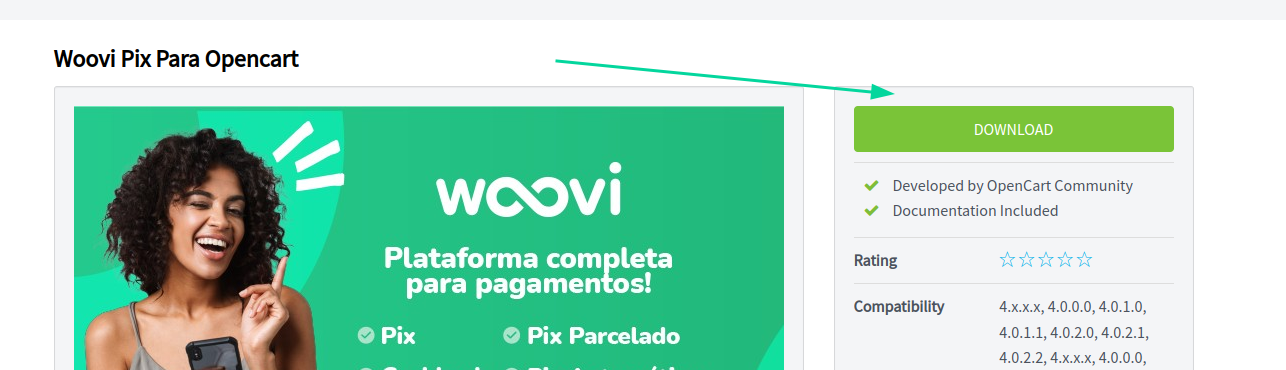 Woovi Pix Para Opencart
woovi
Plataforma completa
para pagamentos!
Pix
Pix Parcelado
DOWNLOAD
Developed by OpenCart Community
Documentation Included
Rating
Compatibility
4.x.x.x, 4.0.0.0, 4.0.1.0,
4.0.1.1, 4.0.2.0, 4.0.2.1,
4.0.2.2, 4.x.x.x, 4.0.0.0,